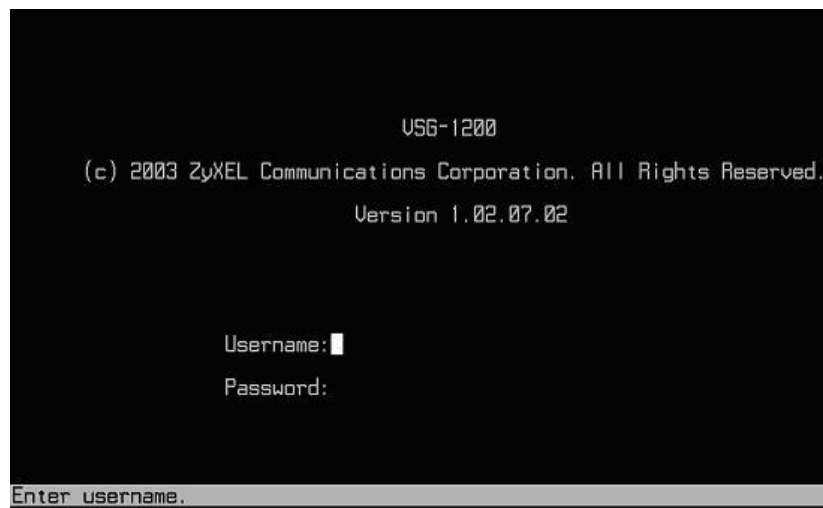 VSG-1200
(c) 2003 ZyXEL Communications Corporation. All Rights Reserved.
Version 1.02.07.02
Username:
Password:
Enter username.